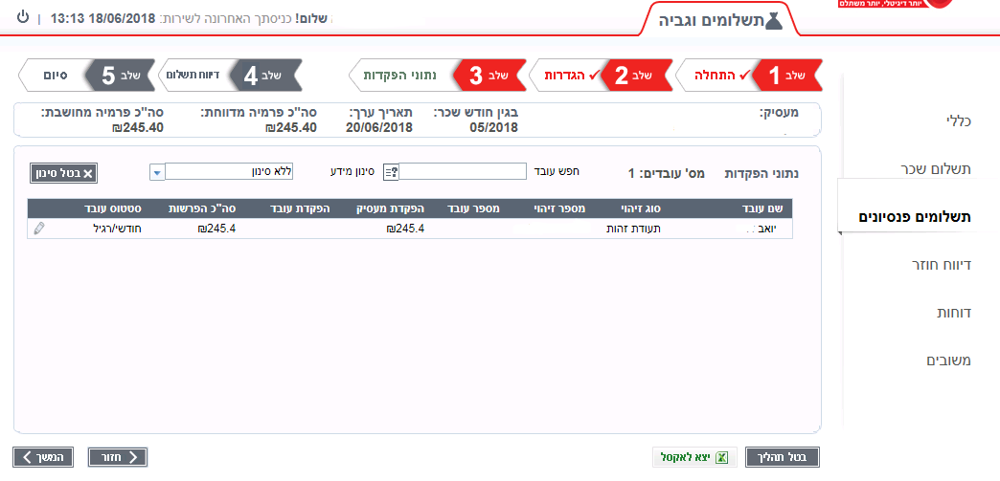 יותר דיגיטלי, יותר משתלם
תשלומים וגביה
שלום! כניסתך האחרונה לשירות: 18/06/2018 13:13 |
שלב 1 התחלה
שלב 2 הגדרות
שלב 3 נתוני הפקדות
שלב 4 דיווח תשלום
שלב 5 סיום
מעסיק: בגין חודש שכר: תאריך ערך: סה"כ פרמיה מדווחת: סה"כ פרמיה מחושבת:
05/2018 20/06/2018 ₪245.40 ₪245.40
נתוני הפקדות מס' עובדים: 1 חפש עובד סינון מידע ללא סינון בטל סינון
שם עובד סוג זיהוי מספר זיהוי מספר עובד הפקדת מעסיק הפקדת עובד סה"כ הפרשות סטטוס עובד
יואב תעודת זהות ₪245.4 ₪245.4 חודשי/רגיל
בטל תהליך יצא לאקסל חזור המשך
כללי
תשלום שכר
תשלומים פנסיונים
דיווח חוזר
דוחות
משובים